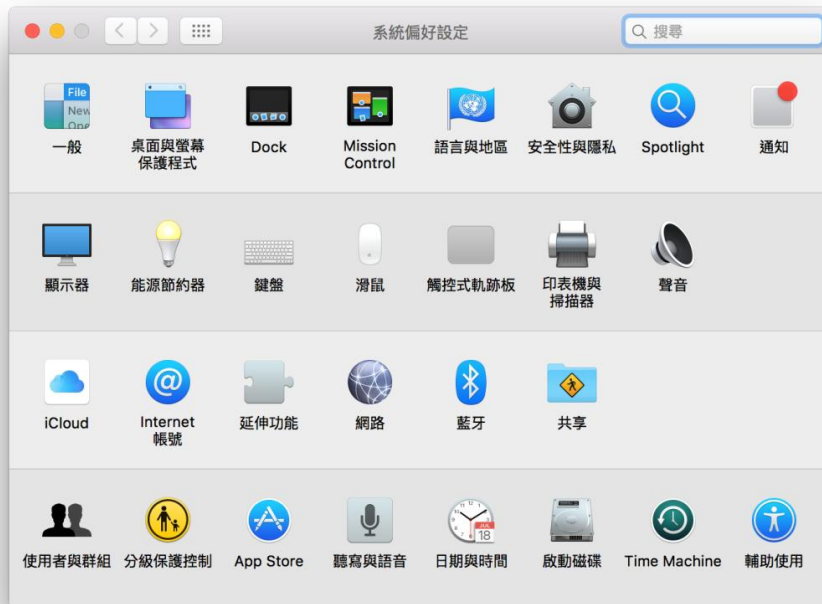 系統偏好設定
搜尋
File
New
Ope
一般
桌面與螢幕
保護程式
Dock
Mission
Control
語言與地區
安全性與隱私
Spotlight
通知
顯示器
能源節約器
鍵盤
滑鼠
觸控式軌跡板
印表機與
掃描器
聲音
iCloud
@
Internet
帳號
延伸功能
網路
藍牙
共享
使用者與群組
分級保護控制
App Store
聽寫與語音
JUL
18
日期與時間
啟動磁碟
Time Machine
輔助使用